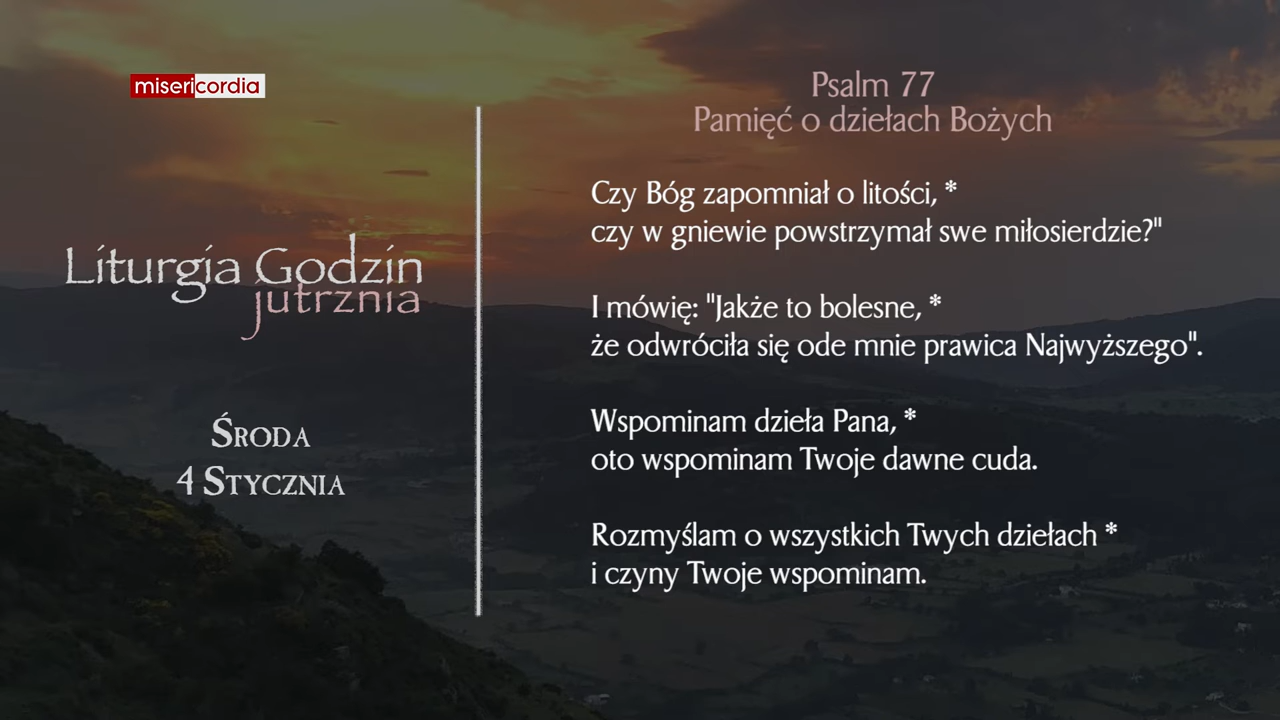 misericordia
Liturgia Godzin
jutrznia
Środa
4 Stycznia
Psalm 77
Pamięć o dziełach Bożych
Czy Bóg zapomniał o litości, *
czy w gniewie powstrzymał swe miłosierdzie?"
I mówię: "Jakże to bolesne, *
że odwróciła się ode mnie prawica Najwyższego".
Wspominam dzieła Pana, *
oto wspominam Twoje dawne cuda.
Rozmyślam o wszystkich Twych dziełach *
i czyny Twoje wspominam.